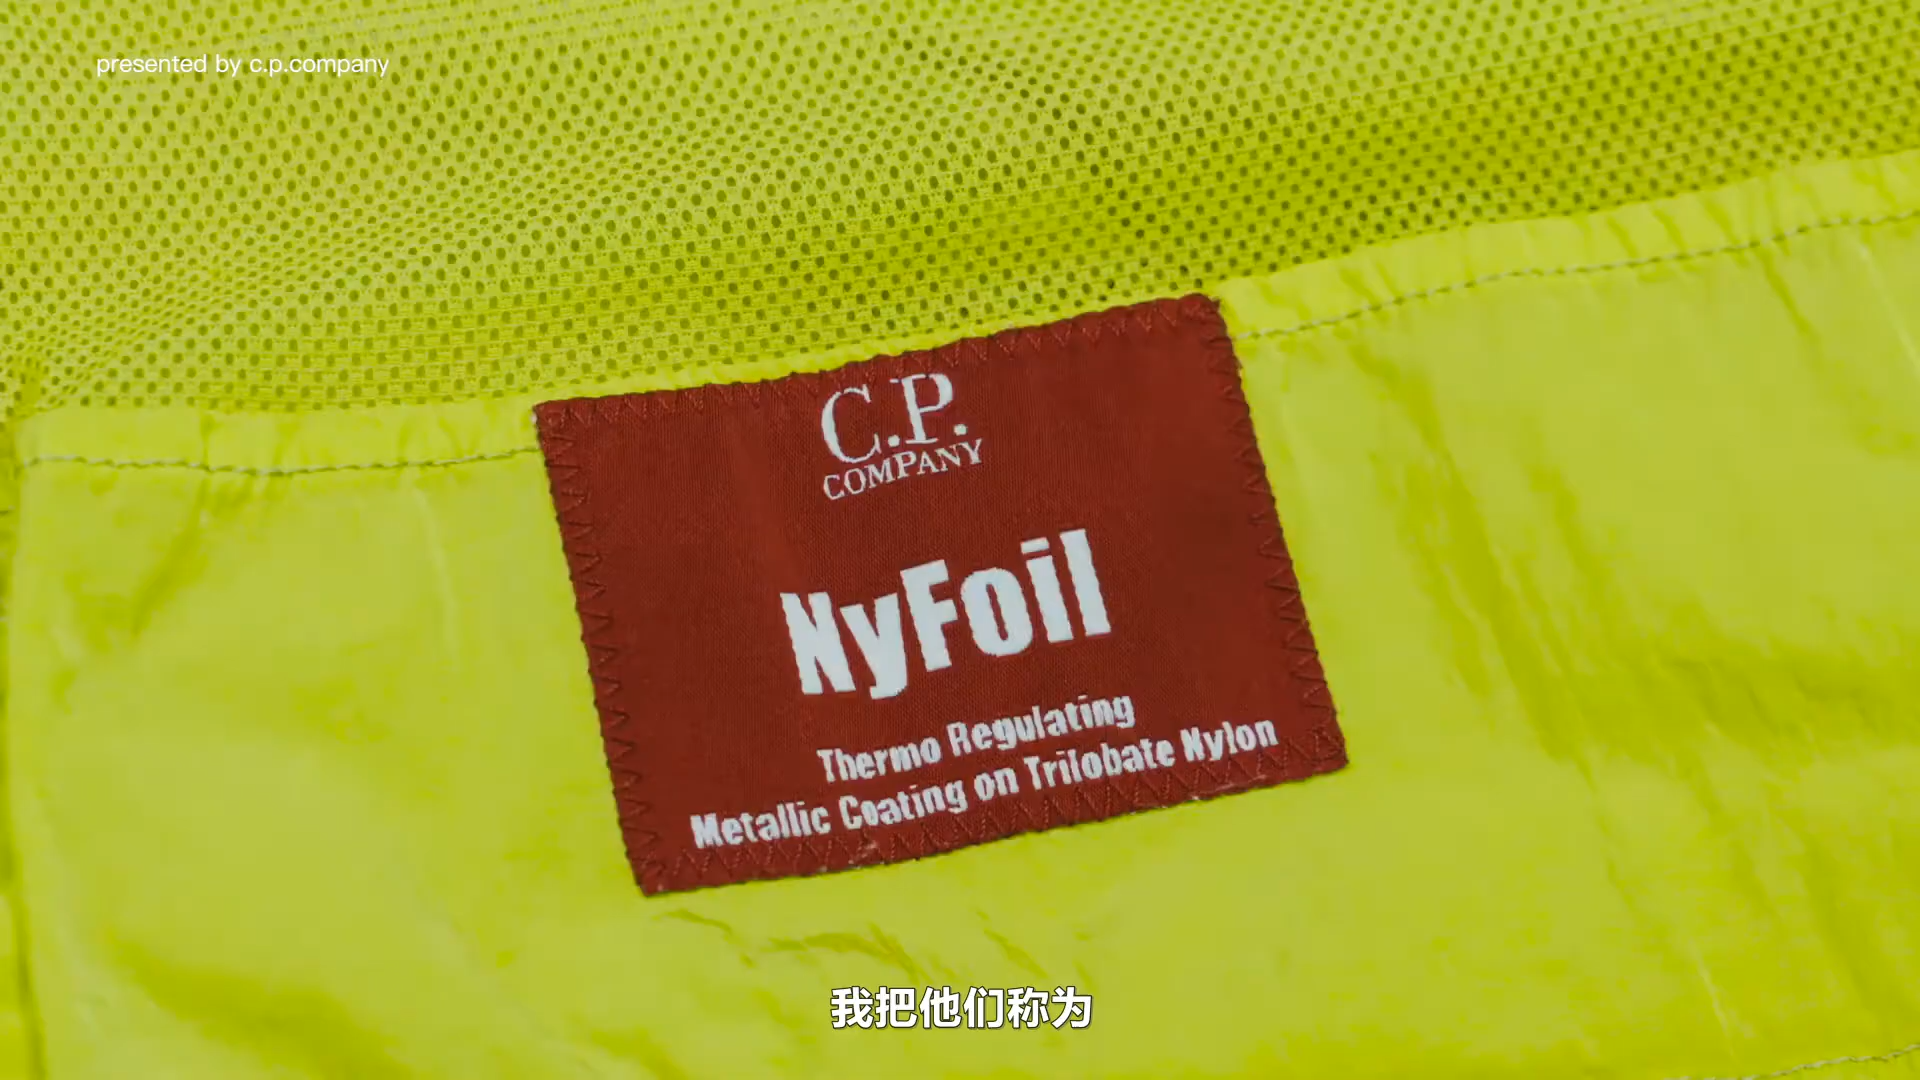 presented by c.p.company
C.P.
COMPANY
NyFoil
Thermo Regulating
Metallic Coating on Trilobate Nylon
我把他们称为